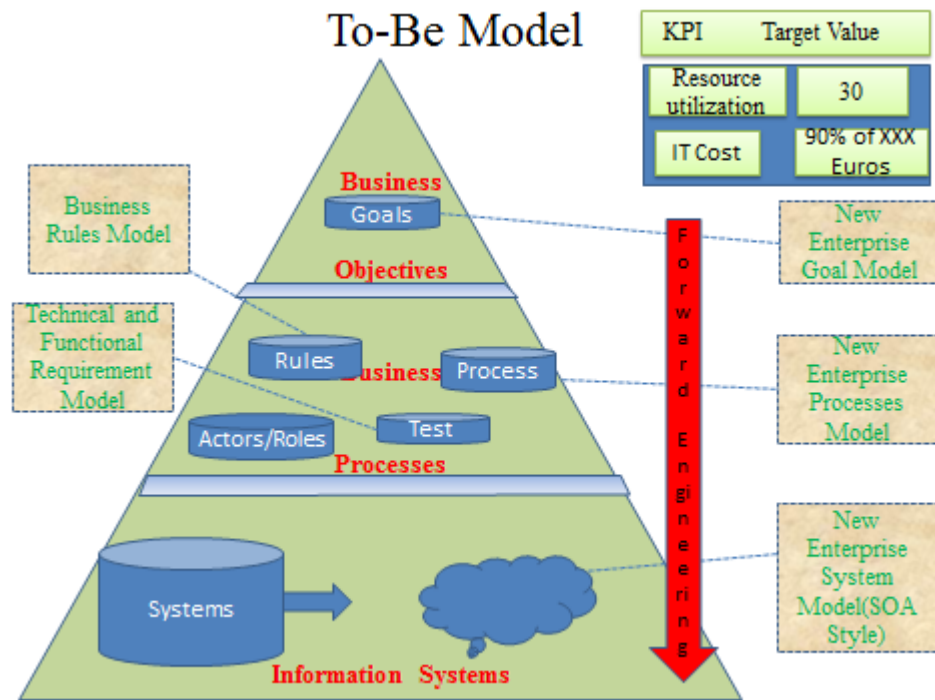 To-Be Model
KPI Target Value
Resource
utilization
30
IT Cost
90% of XXX
Euros
Business
Goals
Objectives
Business
Rules Model
Technical and
Functional
Requirement
Model
Rules
Business
Process
Actors/Roles
Test
Processes
Systems
Information Systems
Forward Engineering
New
Enterprise
Goal Model
New
Enterprise
Processes
Model
New
Enterprise
System
Model(SOA
Style)